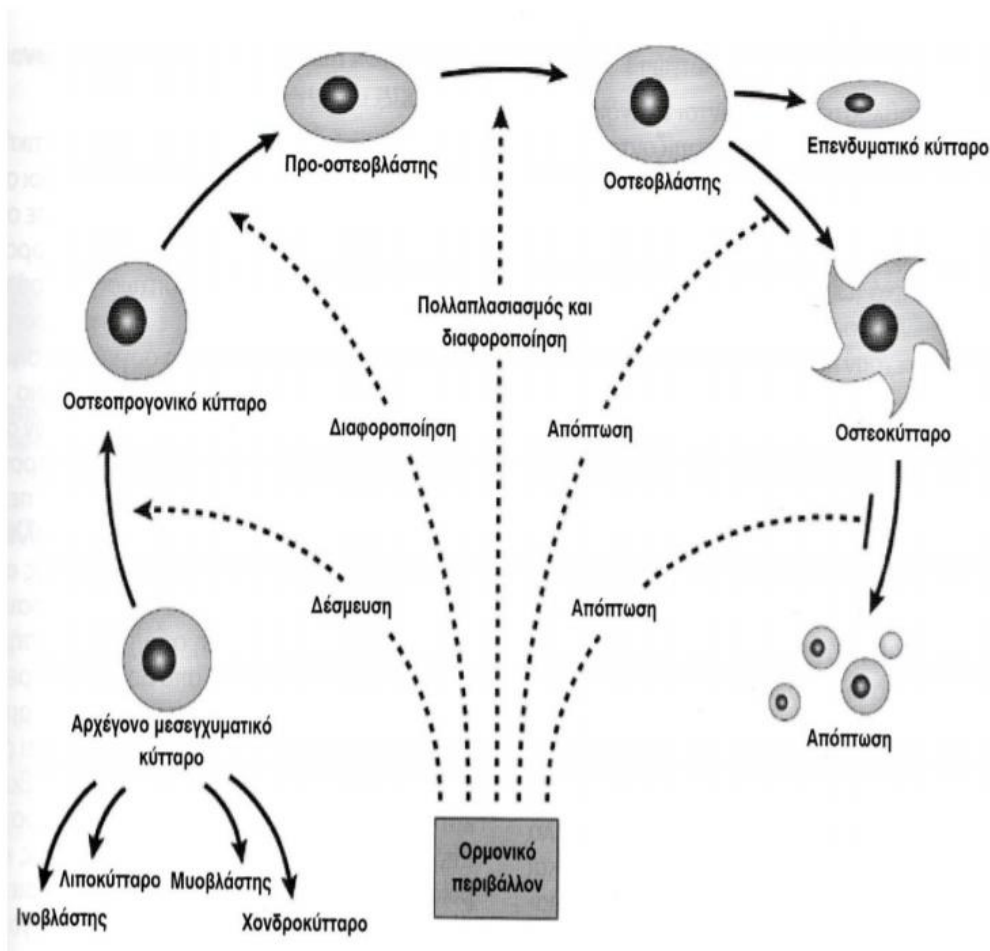 Προ-οστεοβλάστης
Οστεοβλάστης
Επενδυματικό κύτταρο
Πολλαπλασιασμός και
διαφοροποίηση
Οστεοπρογονικό κύτταρο
Διαφοροποίηση
Απόπτωση
Οστεοκύτταρο
Δέσμευση
Απόπτωση
Αρχέγονο μεσεγχυματικό
κύτταρο
Απόπτωση
Λιποκύτταρο Μυοβλάστης
Ινοβλάστης
Χονδροκύτταρο
Ορμονικό
περιβάλλον